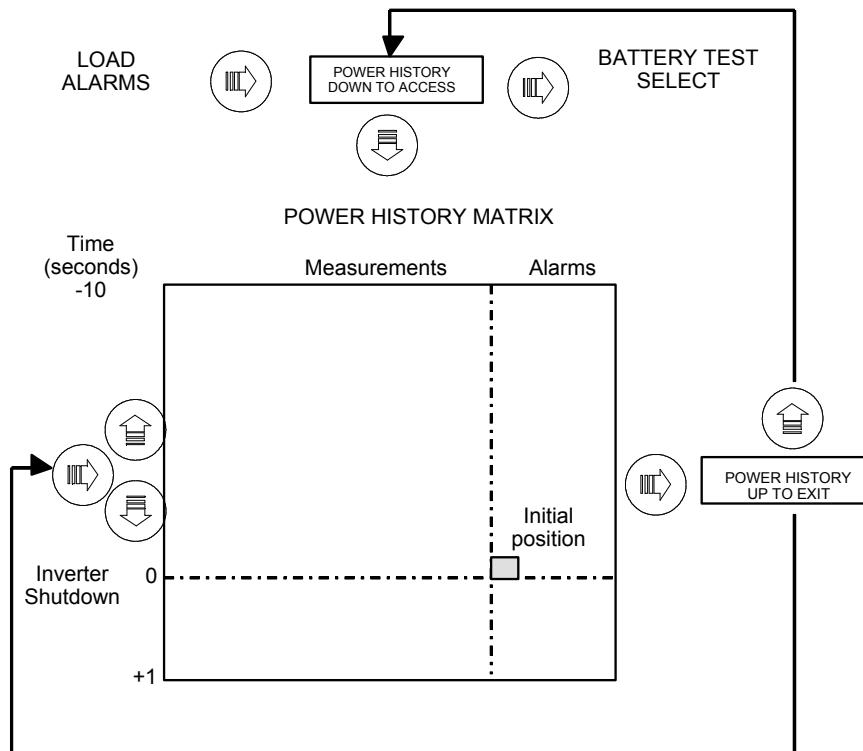 LOAD
ALARMS
POWER HISTORY
DOWN TO ACCESS
BATTERY TEST
SELECT
POWER HISTORY MATRIX
Time
(seconds)
-10
Measurements
Alarms
POWER HISTORY
UP TO EXIT
Initial
position
Inverter
Shutdown
0
+1